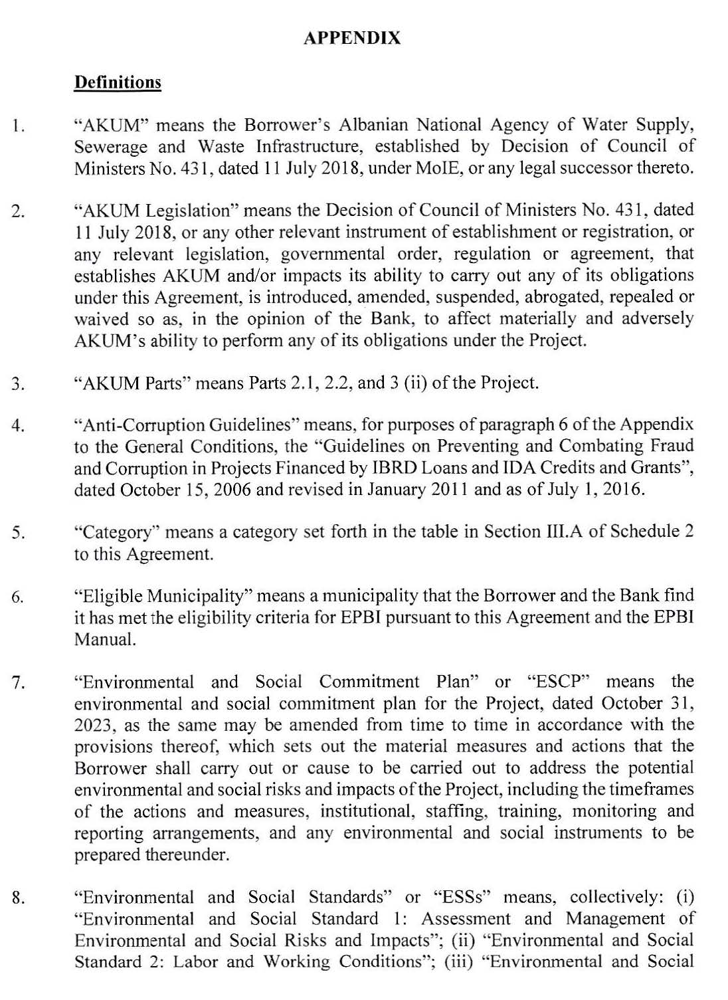 APPENDIX
Definitions
1. “AKUM” means the Borrower’s Albanian National Agency of Water Supply,
Sewerage and Waste Infrastructure, established by Decision of Council of
Ministers No. 431, dated 11 July 2018, under MoIE, or any legal successor thereto.
2. “AKUM Legislation” means the Decision of Council of Ministers No. 431, dated
11 July 2018, or any other relevant instrument of establishment or registration, or
any relevant legislation, governmental order, regulation or agreement, that
establishes AKUM and/or impacts its ability to carry out any of its obligations
under this Agreement, is introduced, amended, suspended, abrogated, repealed or
waived so as, in the opinion of the Bank, to affect materially and adversely
AKUM’s ability to perform any of its obligations under the Project.
3. “AKUM Parts” means Parts 2.1, 2.2, and 3 (ii) of the Project.
4. “Anti-Corruption Guidelines” means, for purposes of paragraph 6 of the Appendix
to the General Conditions, the “Guidelines on Preventing and Combating Fraud
and Corruption in Projects Financed by IBRD Loans and IDA Credits and Grants”,
dated October 15, 2006 and revised in January 2011 and as of July 1, 2016.
5. “Category” means a category set forth in the table in Section III.A of Schedule 2
to this Agreement.
6. “Eligible Municipality” means a municipality that the Borrower and the Bank find
it has met the eligibility criteria for EPBI pursuant to this Agreement and the EPBI
Manual.
7. “Environmental and Social Commitment Plan” or “ESCP” means the
environmental and social commitment plan for the Project, dated October 31,
2023, as the same may be amended from time to time in accordance with the
provisions thereof, which sets out the material measures and actions that the
Borrower shall carry out or cause to be carried out to address the potential
environmental and social risks and impacts of the Project, including the timeframes
of the actions and measures, institutional, staffing, training, monitoring and
reporting arrangements, and any environmental and social instruments to be
prepared thereunder.
8. “Environmental and Social Standards” or “ESSs” means, collectively: (i)
“Environmental and Social Standard 1: Assessment and Management of
Environmental and Social Risks and Impacts”; (ii) “Environmental and Social
Standard 2: Labor and Working Conditions”; (iii) “Environmental and Social